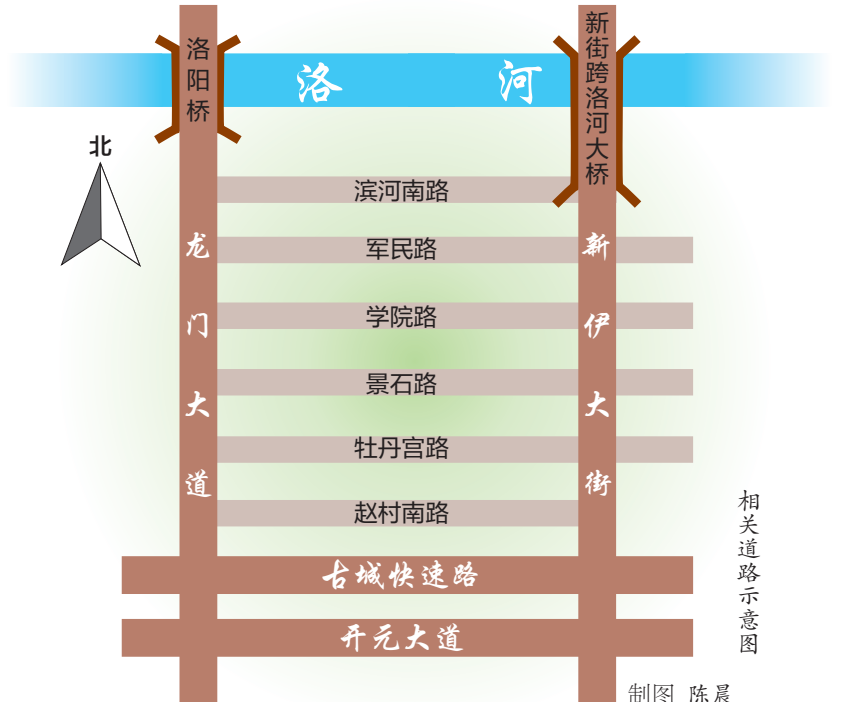 洛阳桥
洛河
新街跨洛河大桥
北
滨河南路
龙门大道
军民路
新伊大街
学院路
景石路
牡丹宫路
赵村南路
古城快速路
开元大道
相关道路示意图
制图 陈晨